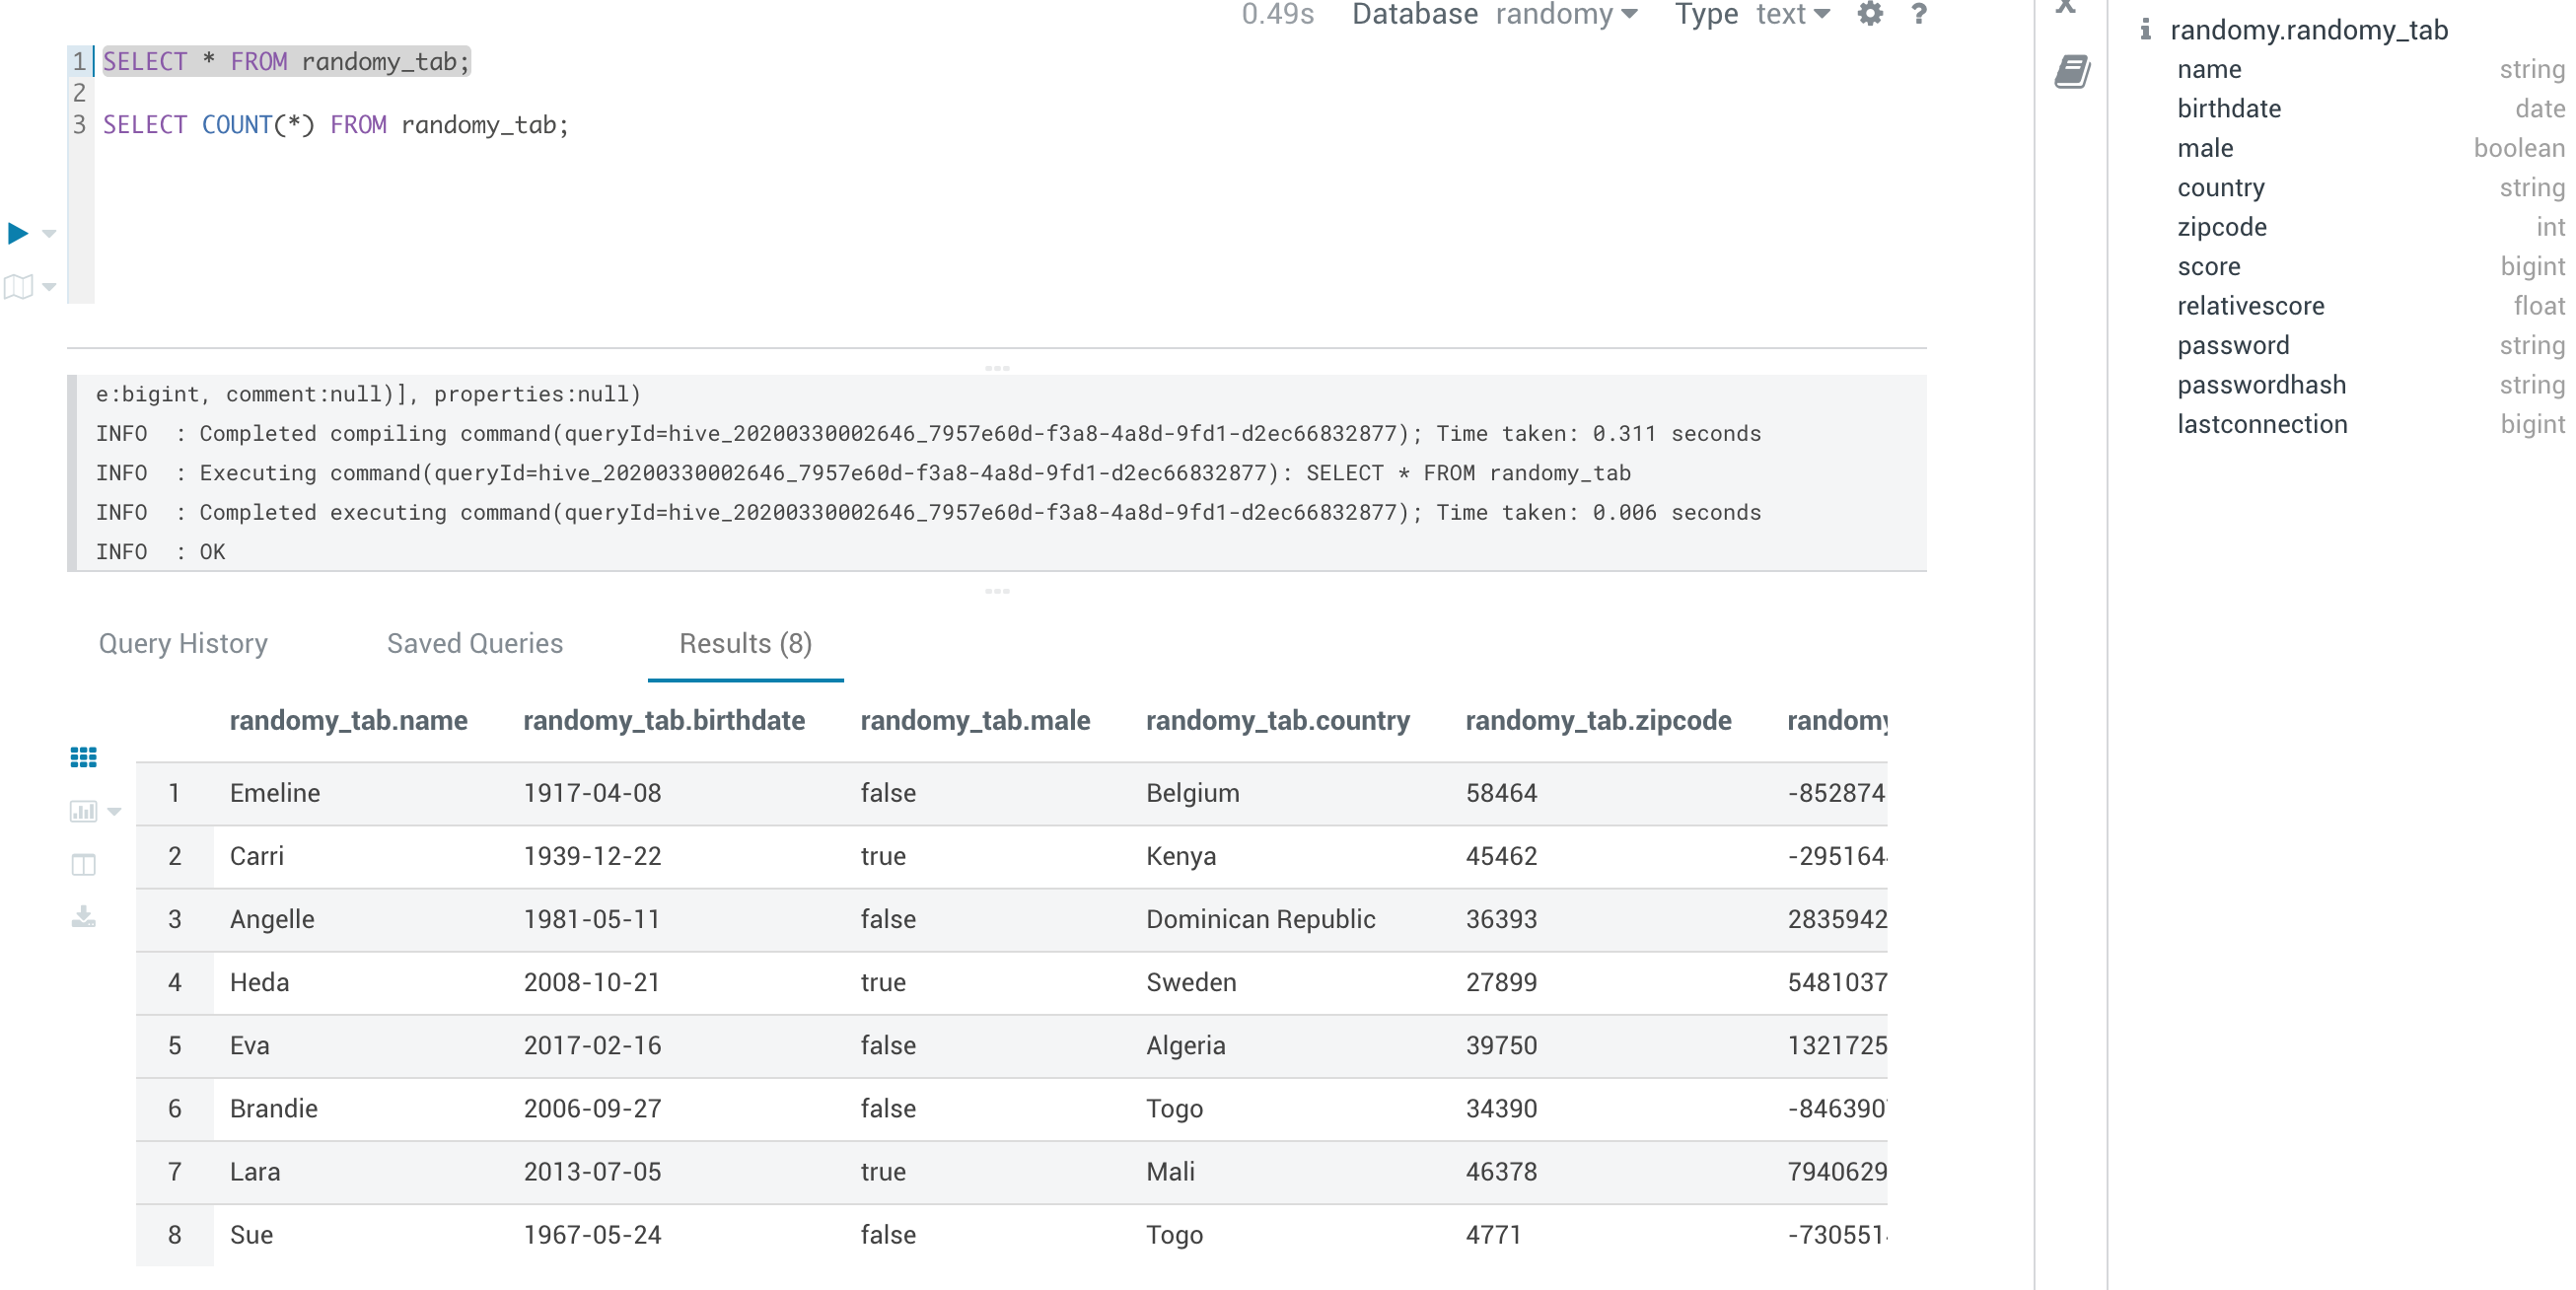 0.49s Database randomy Type text ?
1 SELECT * FROM randomy_tab;
2
3 SELECT COUNT(*) FROM randomy_tab;
e:bigint, comment:null)], properties:null)
INFO : Completed compiling command(queryId=hive_20200330002646_7957e60d-f3a8-4a8d-9fd1-d2ec66832877); Time taken: 0.311 seconds
INFO : Executing command(queryId=hive_20200330002646_7957e60d-f3a8-4a8d-9fd1-d2ec66832877): SELECT * FROM randomy_tab
INFO : Completed executing command(queryId=hive_20200330002646_7957e60d-f3a8-4a8d-9fd1-d2ec66832877); Time taken: 0.006 seconds
INFO : OK
Query History Saved Queries Results (8)
randomy_tab.name randomy_tab.birthdate randomy_tab.male randomy_tab.country randomy_tab.zipcode randomy
1 Emeline 1917-04-08 false Belgium 58464 -852874
2 Carri 1939-12-22 true Kenya 45462 -295164
3 Angelle 1981-05-11 false Dominican Republic 36393 2835942
4 Heda 2008-10-21 true Sweden 27899 5481037
5 Eva 2017-02-16 false Algeria 39750 1321725
6 Brandie 2006-09-27 false Togo 34390 -846390
7 Lara 2013-07-05 true Mali 46378 7940629
8 Sue 1967-05-24 false Togo 4771 -730551
randomy.randomy_tab
name string
birthdate date
male boolean
country string
zipcode int
score bigint
relativescore float
password string
passwordhash string
lastconnection bigint